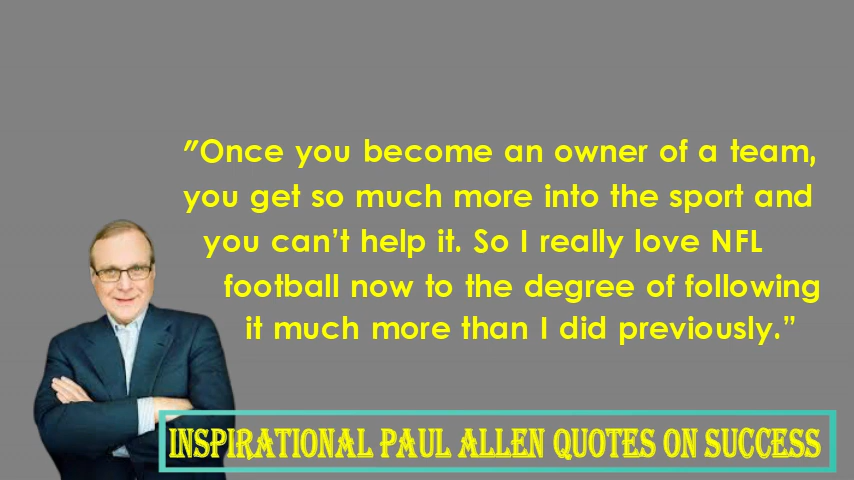 "Once you become an owner of a team,
you get so much more into the sport and
you can’t help it. So I really love NFL
football now to the degree of following
it much more than I did previously.”
INSPIRATIONAL PAUL ALLEN QUOTES ON SUCCESS